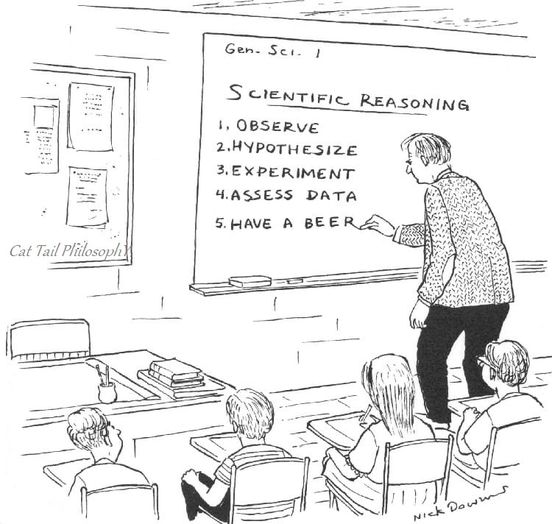 Gen. Sci. 1
SCIENTIFIC REASONING
1. OBSERVE
2. HYPOTHESIZE
3. EXPERIMENT
4. ASSESS DATA
5. HAVE A BEER
Cat Tail PhilosophY
NICK DOWNES